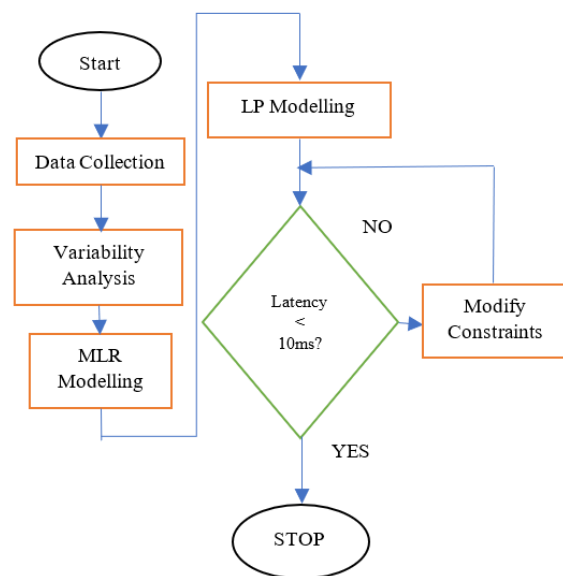 Start
Data Collection
Variability
Analysis
MLR
Modelling
LP Modelling
NO
Latency
<
10ms?
Modify
Constraints
YES
STOP